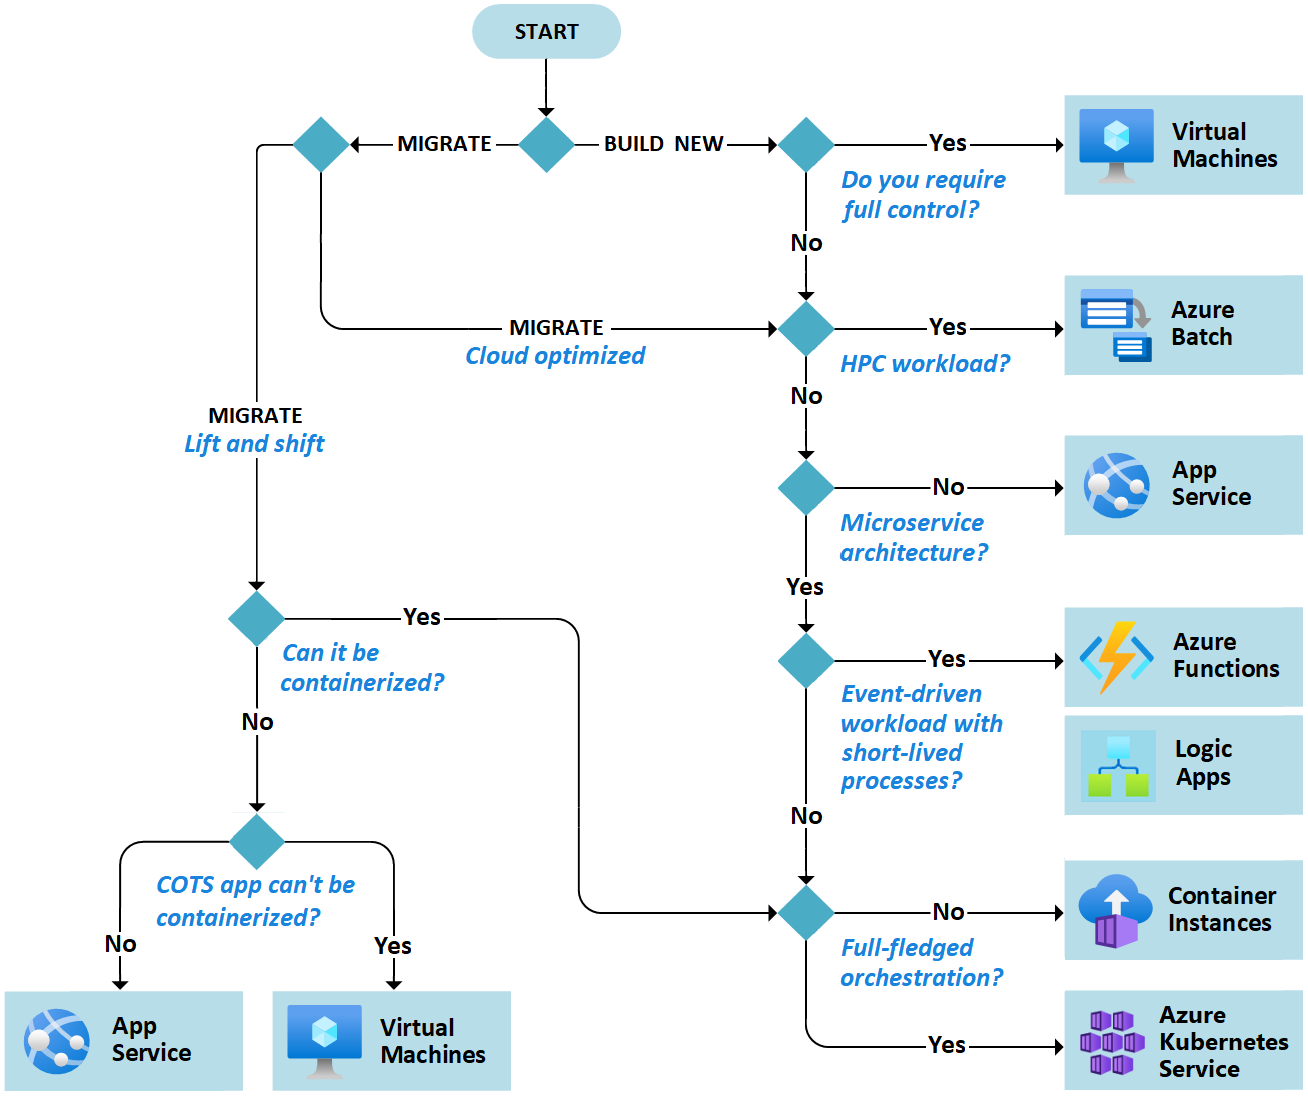 START
MIGRATE
BUILD NEW
Yes
Virtual
Machines
Do you require
full control?
No
MIGRATE
Cloud optimized
Yes
Azure
Batch
HPC workload?
No
MIGRATE
Lift and shift
No
App
Service
Microservice
architecture?
Yes
Yes
Can it be
containerized?
No
Yes
Azure
Functions
Event-driven
workload with
short-lived
processes?
Logic
Apps
No
COTS app can't be
containerized?
No
Yes
App
Service
Virtual
Machines
No
Container
Instances
Full-fledged
orchestration?
Yes
Azure
Kubernetes
Service